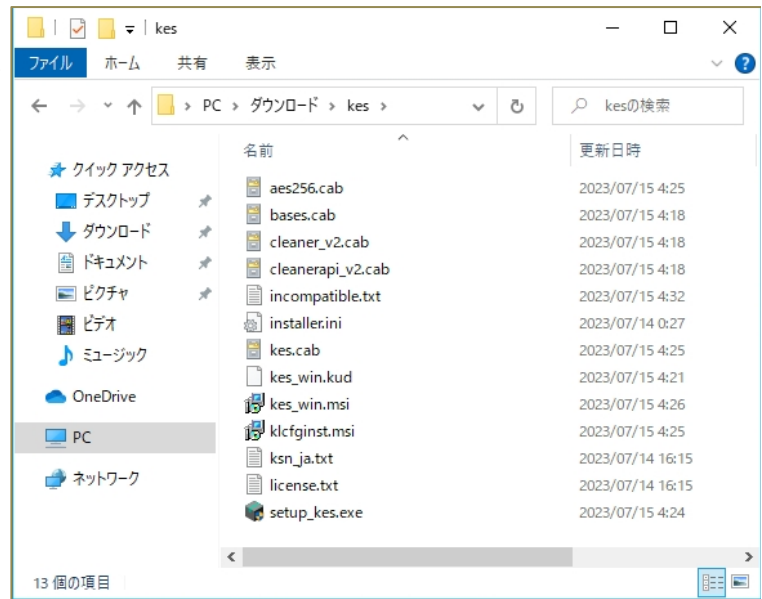 kes
ファイル ホーム 共有 表示
PC ダウンロード kes kesの検索
名前 更新日時
クイック アクセス
デスクトップ
ダウンロード
ドキュメント
ピクチャ
ビデオ
ミュージック
OneDrive
PC
ネットワーク
aes256.cab 2023/07/15 4:25
bases.cab 2023/07/15 4:18
cleaner_v2.cab 2023/07/15 4:18
cleanerapi_v2.cab 2023/07/15 4:18
incompatible.txt 2023/07/15 4:32
installer.ini 2023/07/14 0:27
kes.cab 2023/07/15 4:25
kes_win.kud 2023/07/15 4:21
kes_win.msi 2023/07/15 4:26
klcfginst.msi 2023/07/15 4:25
ksn_ja.txt 2023/07/14 16:15
license.txt 2023/07/14 16:15
setup_kes.exe 2023/07/15 4:24
13 個の項目